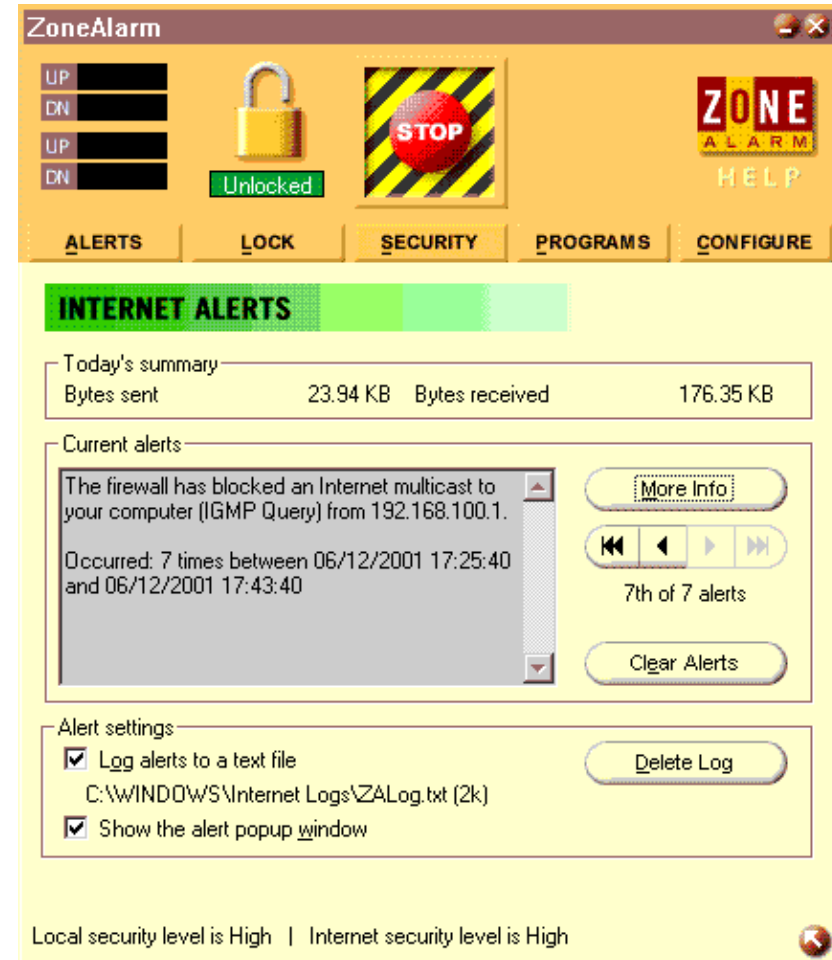 ZoneAlarm
UP
DN
UP
DN
Unlocked
STOP
ZONE
ALARM
HELP
ALERTS LOCK SECURITY PROGRAMS CONFIGURE
INTERNET ALERTS
Today's summary
Bytes sent 23.94 KB Bytes received 176.35 KB
Current alerts
The firewall has blocked an Internet multicast to
your computer (IGMP Query) from 192.168.100.1.
Occurred: 7 times between 06/12/2001 17:25:40
and 06/12/2001 17:43:40
More Info
7th of 7 alerts
Clear Alerts
Alert settings
Log alerts to a text file
Delete Log
C:\WINDOWS\Internet Logs\ZALog.txt (2k)
Show the alert popup window
Local security level is High | Internet security level is High